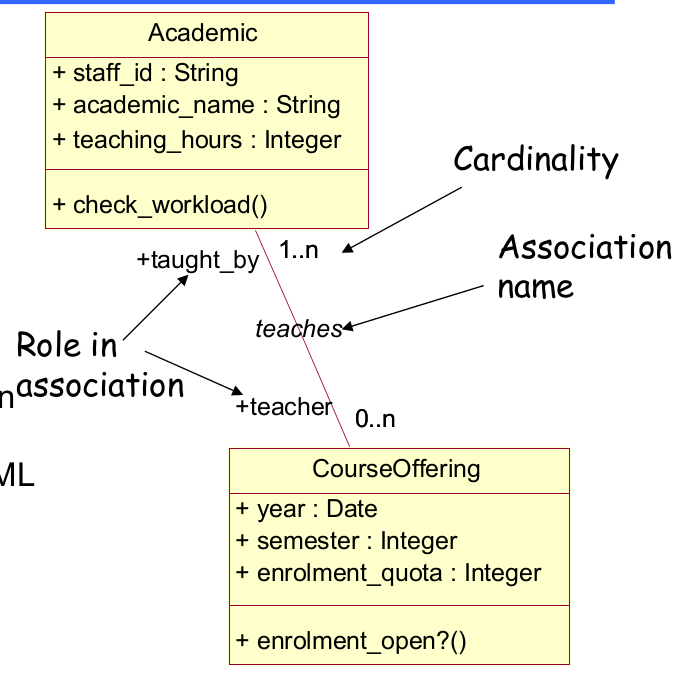 Academic
+ staff_id : String
+ academic_name : String
+ teaching_hours : Integer
+ check_workload()
Cardinality
+taught_by
1..n
Association
name
teaches
Role in
association
n
+teacher
0..n
ML
CourseOffering
+ year : Date
+ semester : Integer
+ enrolment_quota : Integer
+ enrolment_open?()